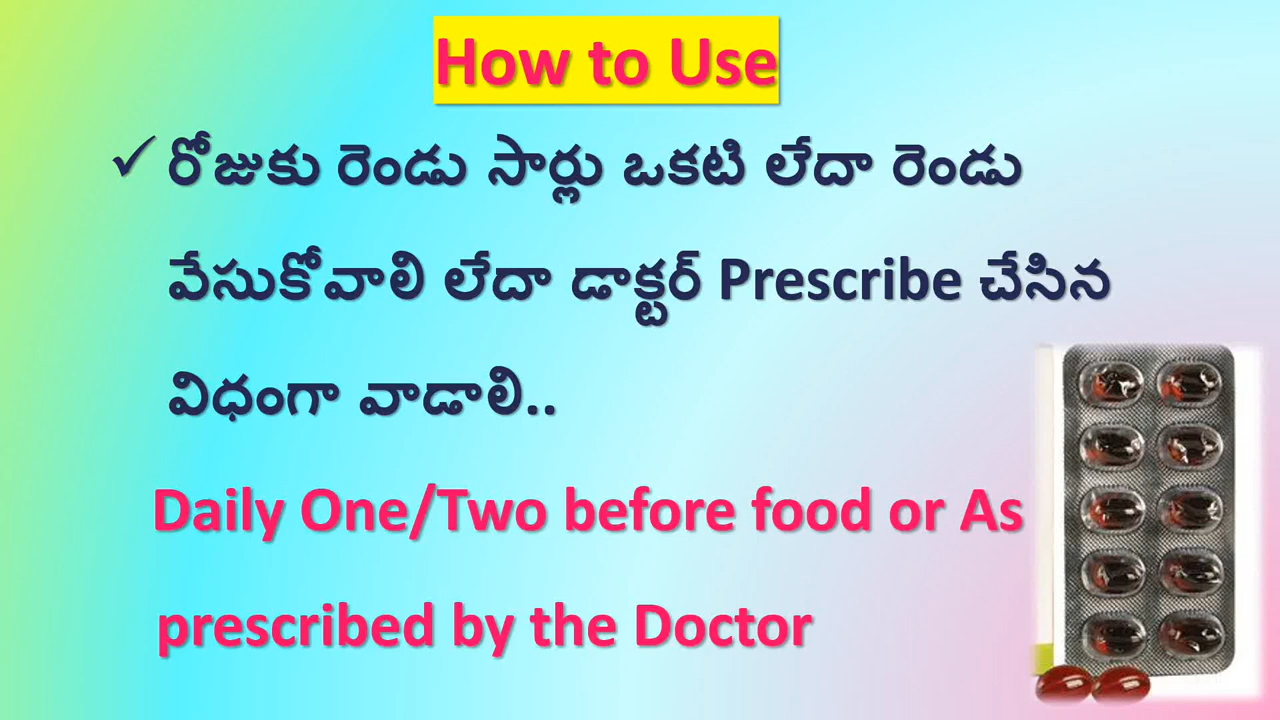 How to Use
✓ రోజుకు రెండు సార్లు ఒకటి లేదా రెండు
వేసుకోవాలి లేదా డాక్టర్ Prescribe చేసిన
విధంగా వాడాలి..
Daily One/Two before food or As
prescribed by the Doctor